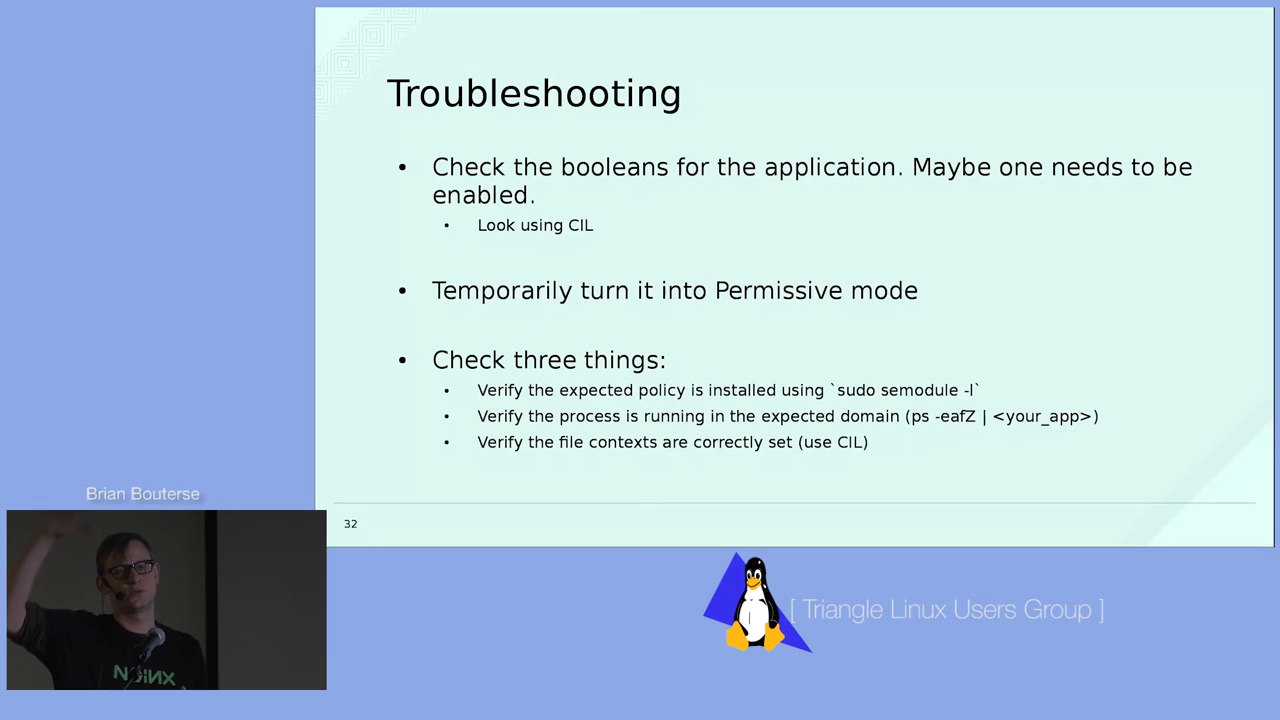 Troubleshooting
• Check the booleans for the application. Maybe one needs to be
enabled.
• Look using CIL
• Temporarily turn it into Permissive mode
• Check three things:
• Verify the expected policy is installed using `sudo semodule -l`
• Verify the process is running in the expected domain (ps -eafZ | <your_app>)
• Verify the file contexts are correctly set (use CIL)
32
Brian Bouterse
NGINX
[ Triangle Linux Users Group ]